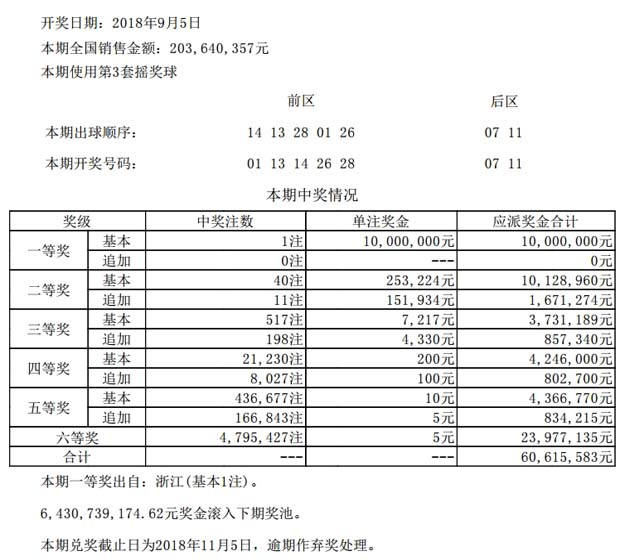 开奖日期：2018年9月5日
本期全国销售金额：203,640,357元
本期使用第3套摇奖球
前区 后区
本期出球顺序： 14 13 28 01 26 07 11
本期开奖号码： 01 13 14 26 28 07 11
本期中奖情况
奖级 中奖注数 单注奖金 应派奖金合计
一等奖 基本 1注 10,000,000元 10,000,000元
追加 0注 --- 0元
二等奖 基本 40注 253,224元 10,128,960元
追加 11注 151,934元 1,671,274元
三等奖 基本 517注 7,217元 3,731,189元
追加 198注 4,330元 857,340元
四等奖 基本 21,230注 200元 4,246,000元
追加 8,027注 100元 802,700元
五等奖 基本 436,677注 10元 4,366,770元
追加 166,843注 5元 834,215元
六等奖 4,795,427注 5元 23,977,135元
合计 --- --- 60,615,583元
本期一等奖出自：浙江(基本1注)。
6,430,739,174.62元奖金滚入下期奖池。
本期兑奖截止日为2018年11月5日，逾期作弃奖处理。